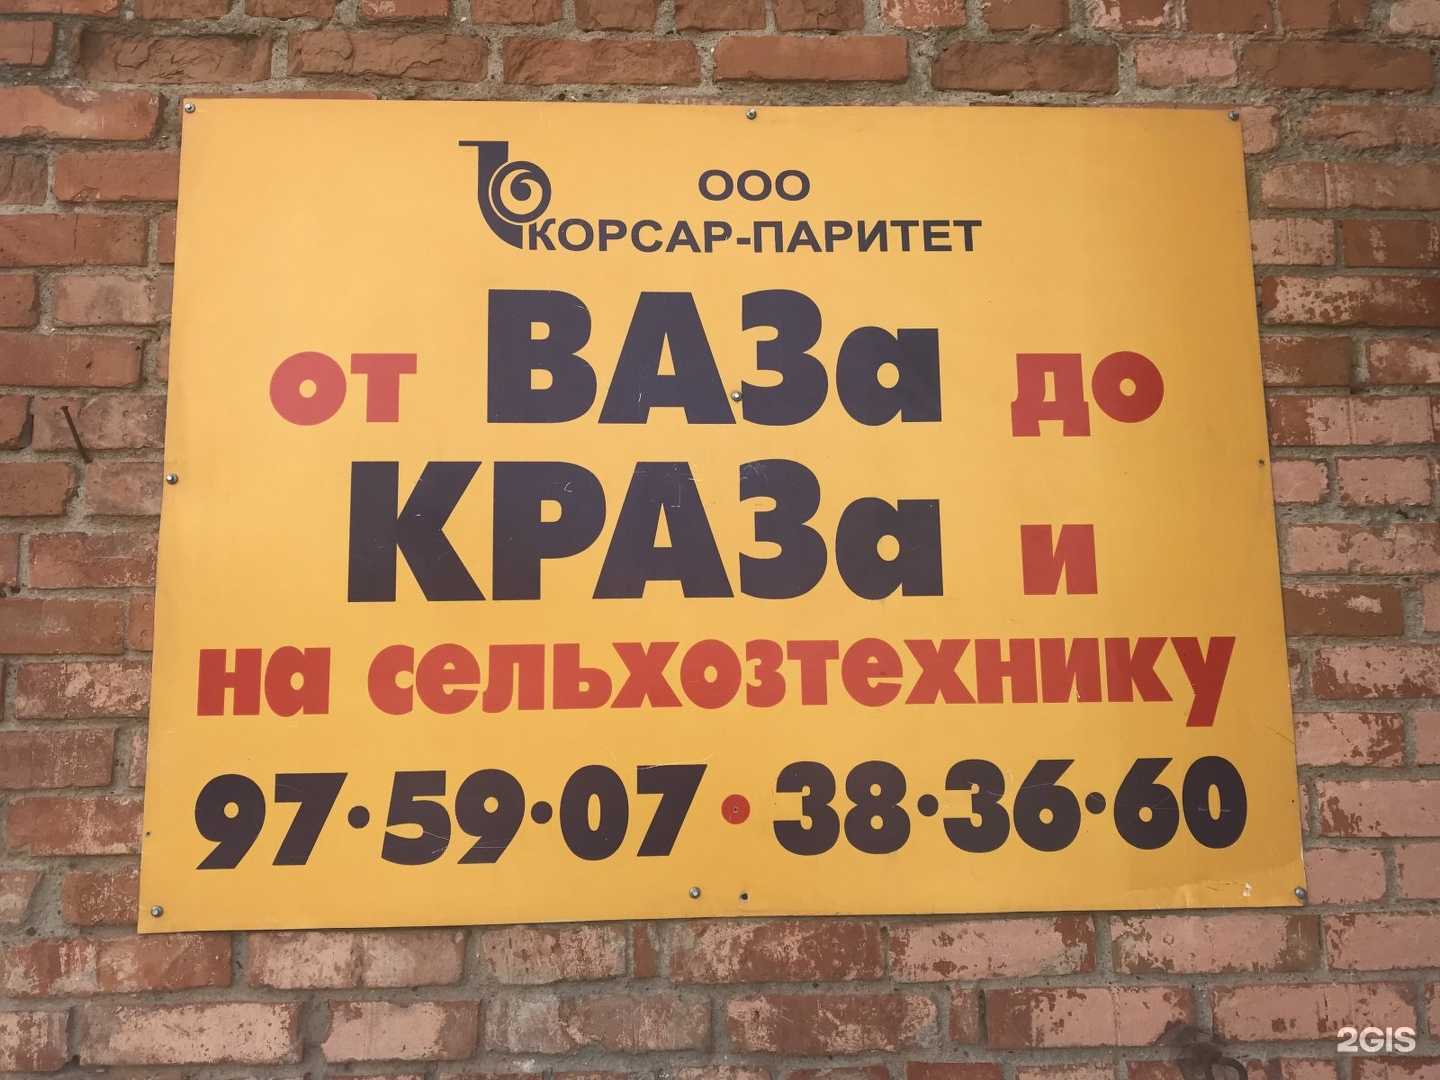 ООО
КОРСАР-ПАРИТЕТ
от ВАЗа до
КРАЗа и
на сельхозтехнику
97·59·07 · 38·36·60
2GIS